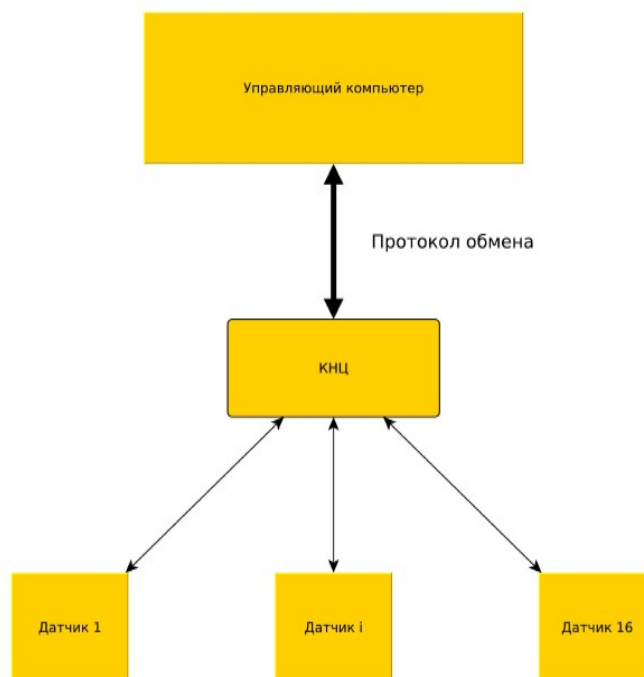 Управляющий компьютер
Протокол обмена
КНЦ
Датчик 1
Датчик i
Датчик 16